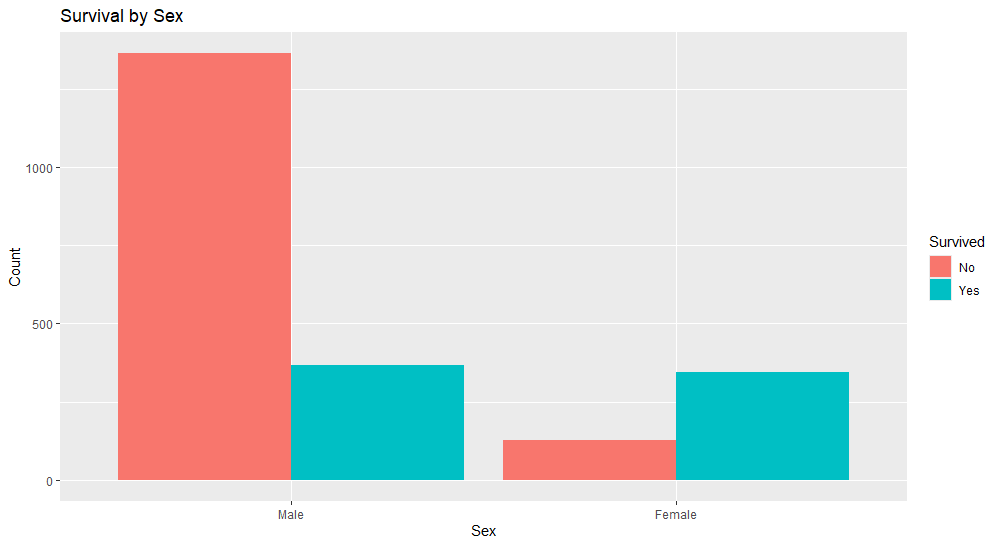 Survival by Sex
Count
1000
500
0
Male Female
Sex
Survived
No
Yes